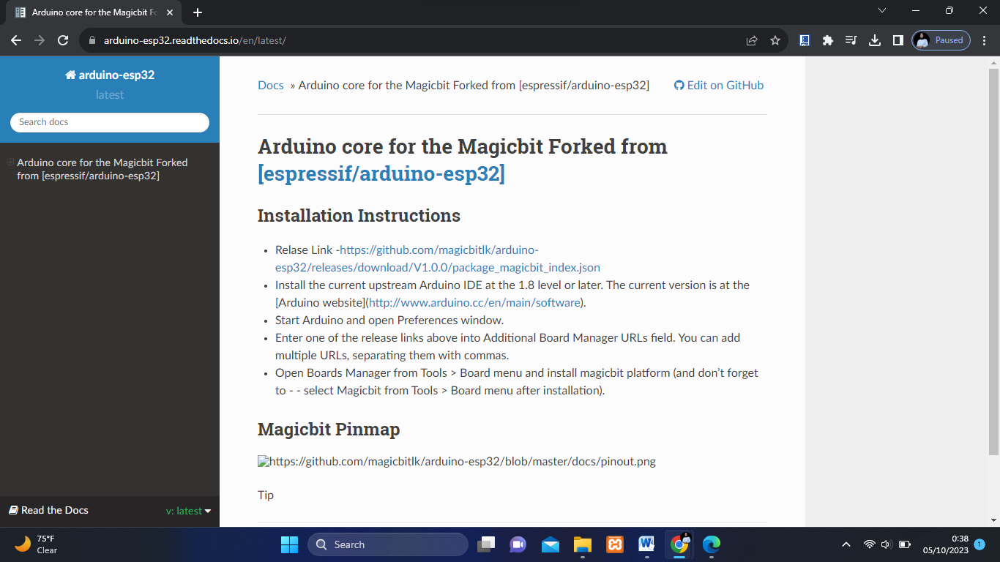 Arduino core for the Magicbit Fo
arduino-esp32.readthedocs.io/en/latest/
Paused
arduino-esp32
latest
Search docs
Arduino core for the Magicbit Forked
from [espressif/arduino-esp32]
Docs » Arduino core for the Magicbit Forked from [espressif/arduino-esp32]
Edit on GitHub
Arduino core for the Magicbit Forked from
[espressif/arduino-esp32]
Installation Instructions
• Relase Link -https://github.com/magicbitlk/arduino-
esp32/releases/download/V1.0.0/package_magicbit_index.json
• Install the current upstream Arduino IDE at the 1.8 level or later. The current version is at the
[Arduino website](http://www.arduino.cc/en/main/software).
• Start Arduino and open Preferences window.
• Enter one of the release links above into Additional Board Manager URLs field. You can add
multiple URLs, separating them with commas.
• Open Boards Manager from Tools > Board menu and install magicbit platform (and don’t forget
to - - select Magicbit from Tools > Board menu after installation).
Magicbit Pinmap
https://github.com/magicbitlk/arduino-esp32/blob/master/docs/pinout.png
Tip
Read the Docs
v: latest
75°F
Clear
Search
W
0:38
05/10/2023
1